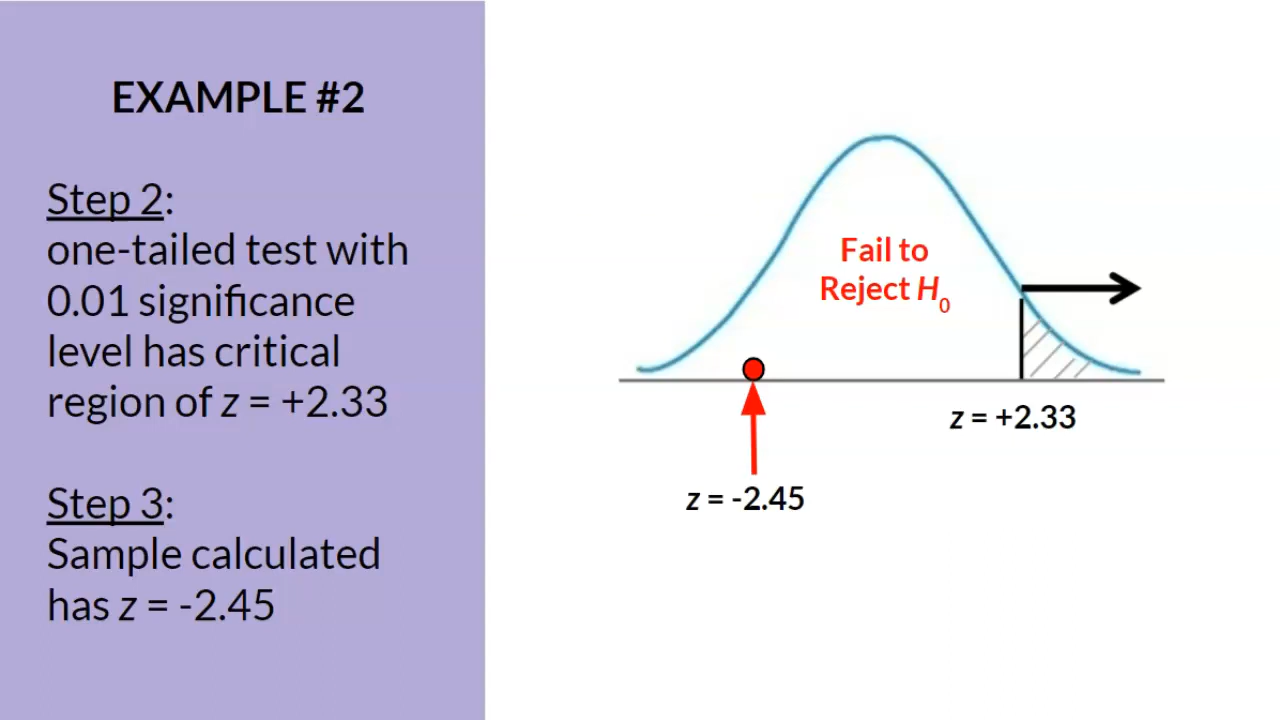 EXAMPLE #2
Step 2:
one-tailed test with
0.01 significance
level has critical
region of z = +2.33
Step 3:
Sample calculated
has z = -2.45
Fail to
Reject H0
z = +2.33
z = -2.45